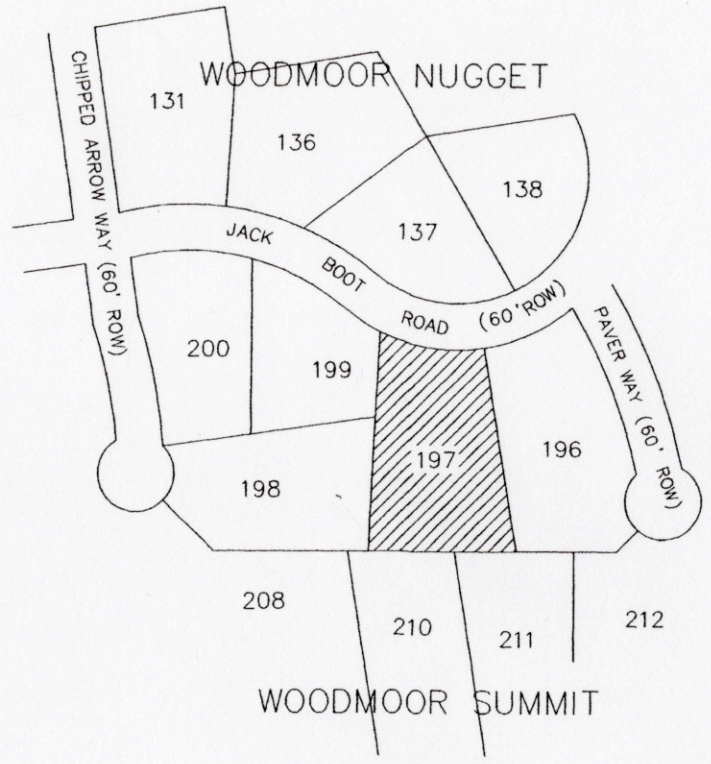 WOODMOOR NUGGET
CHIPPED ARROW WAY (60' ROW)
131
136
138
137
JACK BOOT ROAD (60'ROW)
PAVER WAY (60' ROW)
200
199
197
196
198
208
210
211
212
WOODMOOR SUMMIT